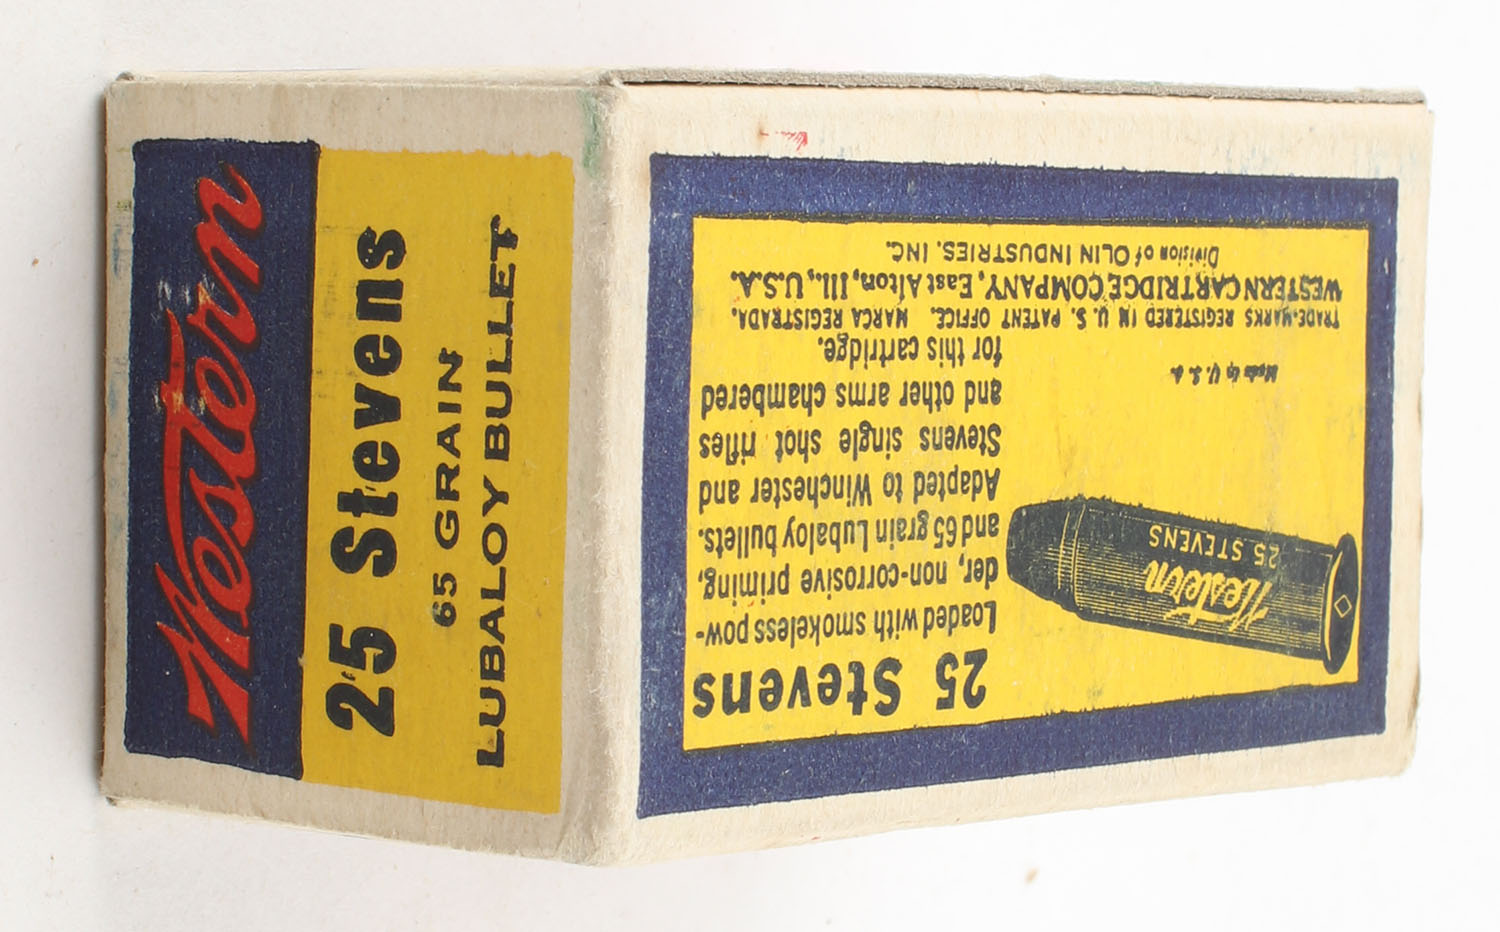 Western
25 Stevens
65 GRAIN
LUBALOY BULLET
25 Stevens
Loaded with smokeless pow-
der, non-corrosive priming,
and 65 grain Lubaloy bullets.
Adapted to Winchester and
Stevens single shot rifles
and other arms chambered
for this cartridge.
Western
25 STEVENS
Made in U. S. A.
TRADE-MARKS REGISTERED IN U. S. PATENT OFFICE. MARCA REGISTRADA.
WESTERN CARTRIDGE COMPANY, East Alton, Ill., U.S.A.
Division of OLIN INDUSTRIES, INC.